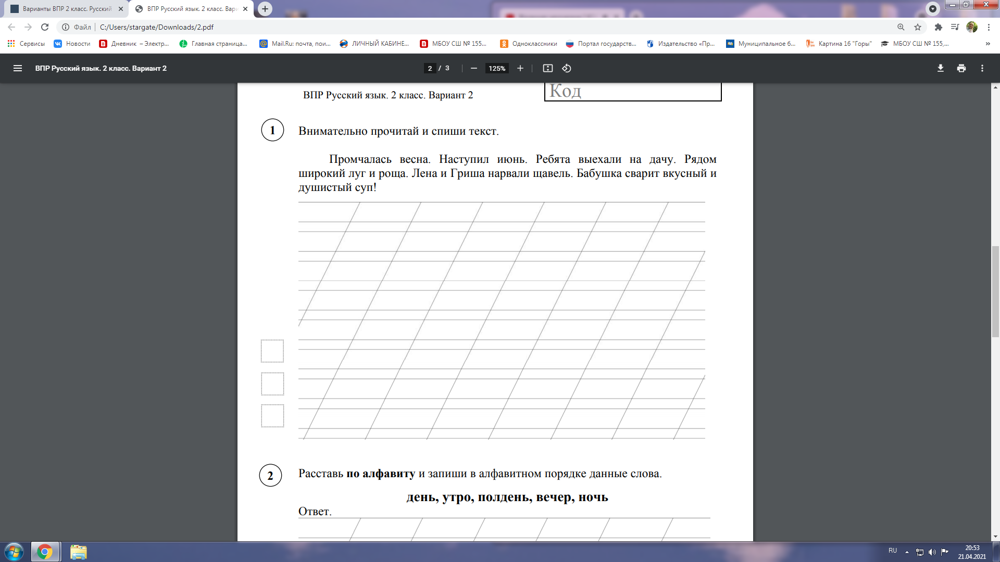 Варианты ВПР 2 класс. Русский
ВПР Русский язык. 2 класс. Вари
Файл C:/Users/stargate/Downloads/2.pdf
Сервисы Новости Дневник – Электр... Главная страница... Mail.Ru: почта, пои... ЛИЧНЫЙ КАБИНЕ... МБОУ СШ № 155... Одноклассники Портал государств... Издательство «Пр... Муниципальное б... Картина 16 "Горы" МБОУ СШ № 155,... »
ВПР Русский язык. 2 класс. Вариант 2 2 / 3 125%
ВПР Русский язык. 2 класс. Вариант 2
Код
1 Внимательно прочитай и спиши текст.
Промчалась весна. Наступил июнь. Ребята выехали на дачу. Рядом
широкий луг и роща. Лена и Гриша нарвали щавель. Бабушка сварит вкусный и
душистый суп!
2 Расставь по алфавиту и запиши в алфавитном порядке данные слова.
день, утро, полдень, вечер, ночь
Ответ.
RU
20:53
21.04.2021